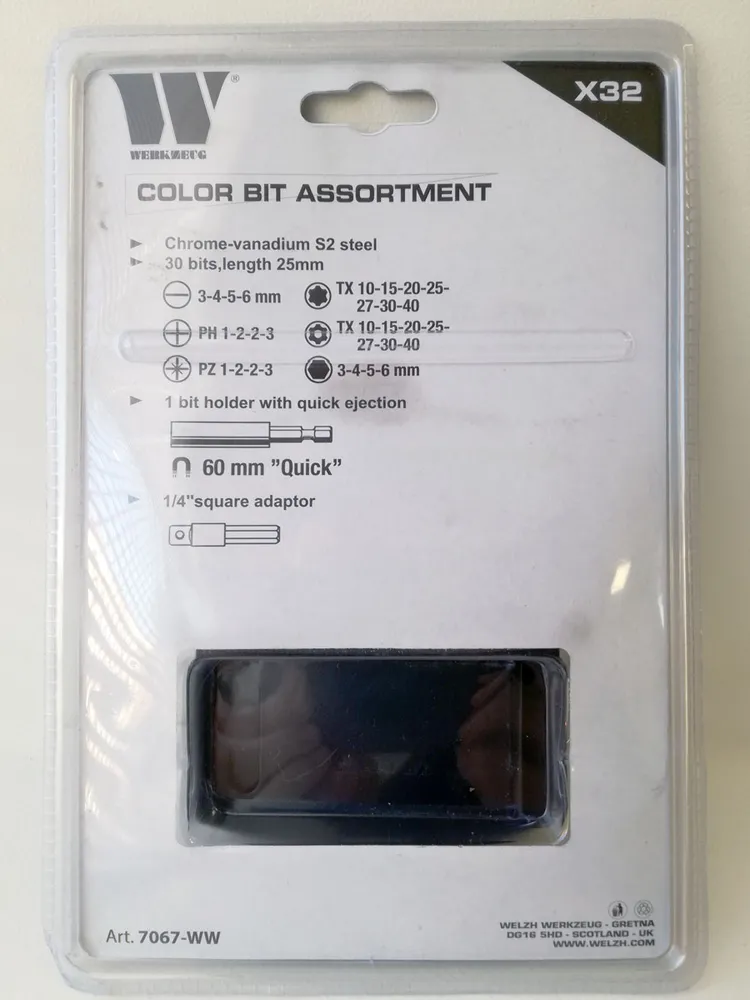 W®
WERKZEUG
X32
COLOR BIT ASSORTMENT
Chrome-vanadium S2 steel
30 bits,length 25mm
3-4-5-6 mm
TX 10-15-20-25-
27-30-40
PH 1-2-2-3
TX 10-15-20-25-
27-30-40
PZ 1-2-2-3
3-4-5-6 mm
1 bit holder with quick ejection
60 mm ”Quick”
1/4"square adaptor
Art. 7067-WW
WELZH WERKZEUG - GRETNA
DG16 5HD - SCOTLAND - UK
WWW.WELZH.COM